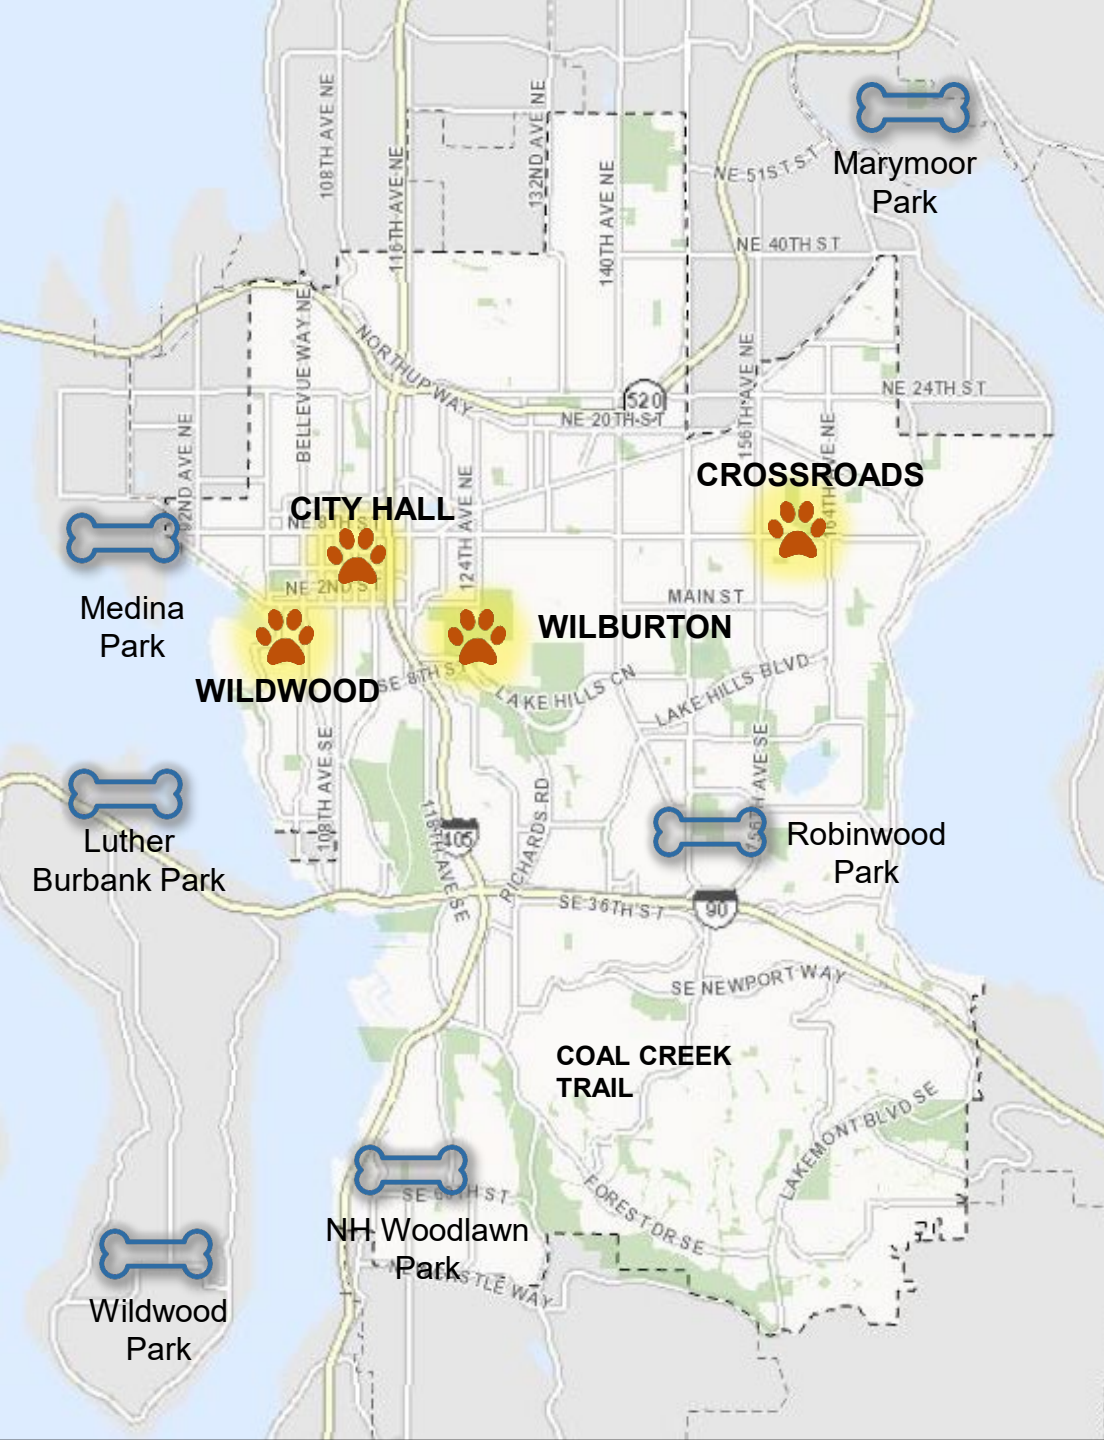 108TH AVE NE
116TH AVE NE
132ND AVE NE
140TH AVE NE
NE 51ST ST
Marymoor
Park
NE 40TH ST
BELLEVUE WAY NE
NORTHUP WAY
520
NE 20TH ST
156TH AVE NE
NE 24TH ST
164TH AVE NE
92ND AVE NE
124TH AVE NE
CROSSROADS
CITY HALL
NE 8TH ST
NE 2ND ST
MAIN ST
Medina
Park
WILBURTON
WILDWOOD
SE 8TH ST
LAKE HILLS CN
LAKE HILLS BLVD
108TH AVE SE
118TH AVE SE
405
RICHARDS RD
156TH AVE SE
Luther
Burbank Park
Robinwood
Park
SE 36TH ST
90
SE NEWPORT WAY
COAL CREEK
TRAIL
LAKEMONT BLVD SE
FOREST DR SE
NH Woodlawn
Park
NEWCASTLE WAY
Wildwood
Park